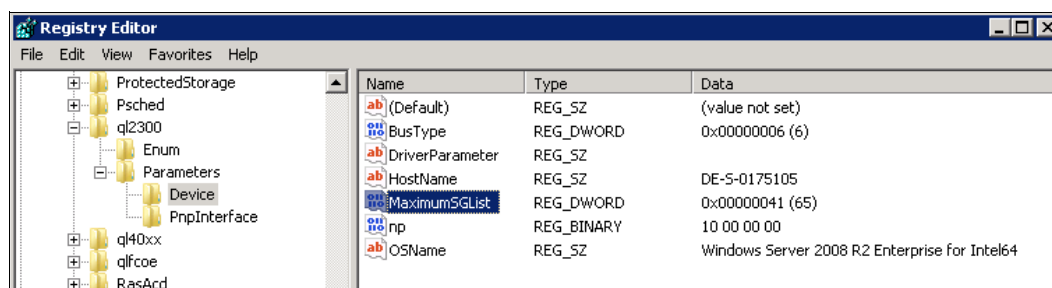 Registry Editor
File Edit View Favorites Help
ProtectedStorage
Psched
ql2300
Enum
Parameters
Device
PnpInterface
ql40xx
qlfcoe
RasAcd
Name Type Data
(Default) REG_SZ (value not set)
BusType REG_DWORD 0x00000006 (6)
DriverParameter REG_SZ
HostName REG_SZ DE-S-0175105
MaximumSGList REG_DWORD 0x00000041 (65)
np REG_BINARY 10 00 00 00
OSName REG_SZ Windows Server 2008 R2 Enterprise for Intel64